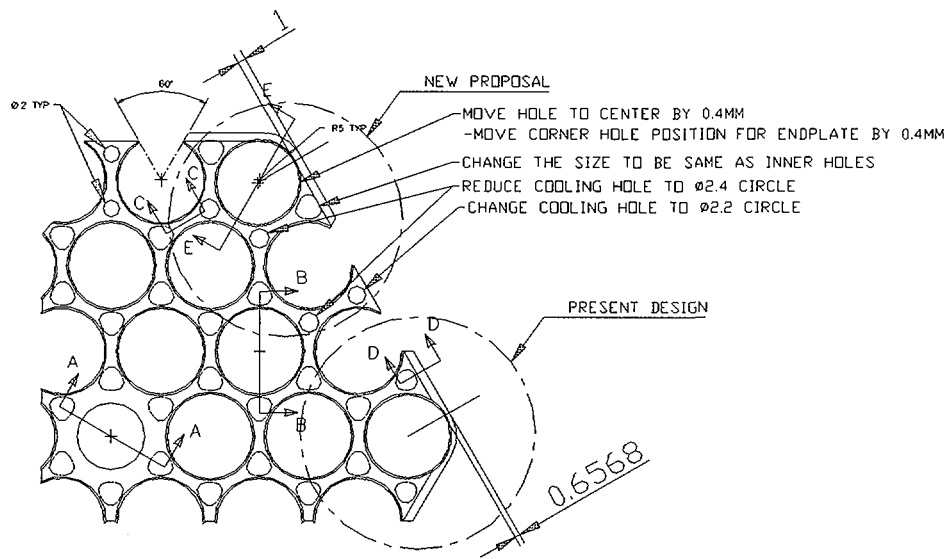 1
60°
Ø2 TYP
E
NEW PROPOSAL
R5 TYP
MOVE HOLE TO CENTER BY 0.4MM
-MOVE CORNER HOLE POSITION FOR ENDPLATE BY 0.4MM
CHANGE THE SIZE TO BE SAME AS INNER HOLES
C
REDUCE COOLING HOLE TO Ø2.4 CIRCLE
C
CHANGE COOLING HOLE TO Ø2.2 CIRCLE
E
B
PRESENT DESIGN
D
D
A
B
A
0.6568